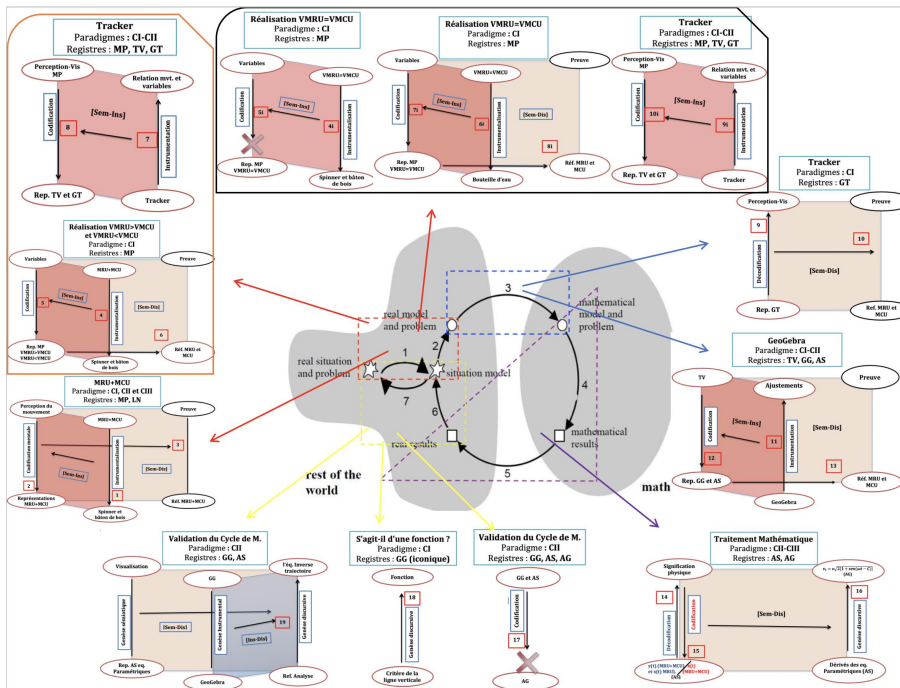 Tracker
Paradigmes : CI-CII
Registres : MP, TV, GT
Perception-Vis
MP
Relation mvt. et
variables
Codification
[Sem-Ins]
8
7
Instrumentalisation
Rep. TV et GT
Tracker
Réalisation VMRU>VMCU
et VMRU<VMCU
Paradigme : CI
Registres : MP
Variables
MRU+MCU
Preuve
Codification
5
[Sem-Ins]
4
Instrumentalisation
[Sem-Dis]
6
Rep. MP
VMRU>VMCU
VMRU<VMCU
Spinner et bâton
de bois
Réf. MRU et
MCU
MRU+MCU
Paradigme : CI, CII et CIII
Registres : MP, LN
Perception du
mouvement
MRU+MCU
Preuve
Codification mentale
[Sem-Ins]
Instrumentalisation
3
[Sem-Dis]
2
1
Représentations
MRU+MCU
Spinner et
bâton de bois
Réf. MRU+MCU
Réalisation VMRU=VMCU
Paradigme : CI
Registres : MP
Variables
VMRU=VMCU
Codification
5i
[Sem-Ins]
4i
Instrumentalisation
Rep. MP
VMRU=VMCU
Spinner et bâton
de bois
Réalisation VMRU=VMCU
Paradigme : CI
Registres : MP
Variables
VMRU=VMCU
Preuve
Codification
7i
[Sem-Ins]
6i
Instrumentalisation
[Sem-Dis]
8i
Rep. MP
VMRU=VMCU
Bouteille d'eau
Réf. MRU et
MCU
Tracker
Paradigmes : CI-CII
Registres : MP, TV, GT
Perception-Vis
MP
Relation mvt. et
variables
Codification
10i
[Sem-Ins]
9i
Instrumentation
Rep. TV et GT
Tracker
Tracker
Paradigmes : CI
Registres : GT
Perception-Vis
Preuve
9
10
Décodification
[Sem-Dis]
Rep. GT
Ref. MRU et
MCU
GeoGebra
Paradigmes : CI-CII
Registres : TV, GG, AS
TV
Ajustements
Preuve
Codification
[Sem-Ins]
11
Instrumentation
[Sem-Dis]
12
13
Rep. GG et AS
GeoGebra
Réf. MRU et
MCU
real model
and problem
3
mathematical
model and
problem
real situation
and problem
1
2
situation model
7
6
4
real results
mathematical
results
5
rest of the
world
math
Validation du Cycle de M.
Paradigme : CII
Registres : GG, AS
Visualisation
GG
l'éq. Inverse
trajectoire
Genèse sémiotique
[Sem-Dis]
Genèse Instrumental
19
[Ins-Dis]
Genèse discursive
Rep. AS eq.
Paramétriques
GeoGebra
Ref. Analyse
S'agit-il d'une fonction ?
Paradigme : CI
Registres : GG (iconique)
Fonction
18
Genèse discursive
Critère de la
ligne verticale
Validation du Cycle de M.
Paradigme : CII
Registres : GG, AS, AG
GG et AS
Codification
17
AG
Traitement Mathématique
Paradigme : CII-CIII
Registres : AS, AG
Signification
physique
(AG)
14
Décodification
Codification
[Sem-Dis]
16
Genèse discursive
15
(AS)
Dérivés des eq.
Paramétriques (AS)